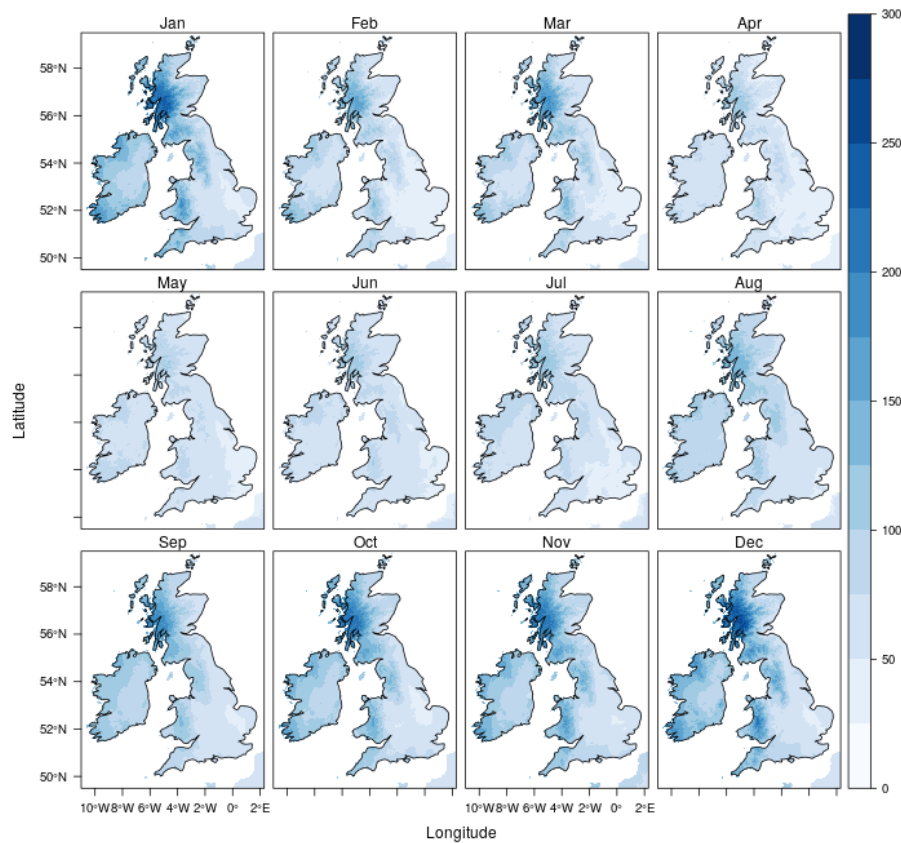 Jan Feb Mar Apr
300
58°N
56°N
250
54°N
52°N
50°N
200
May Jun Jul Aug
Latitude
150
100
Sep Oct Nov Dec
58°N
56°N
50
54°N
52°N
50°N
0
10°W 8°W 6°W 4°W 2°W 0° 2°E 10°W 8°W 6°W 4°W 2°W 0° 2°E
Longitude